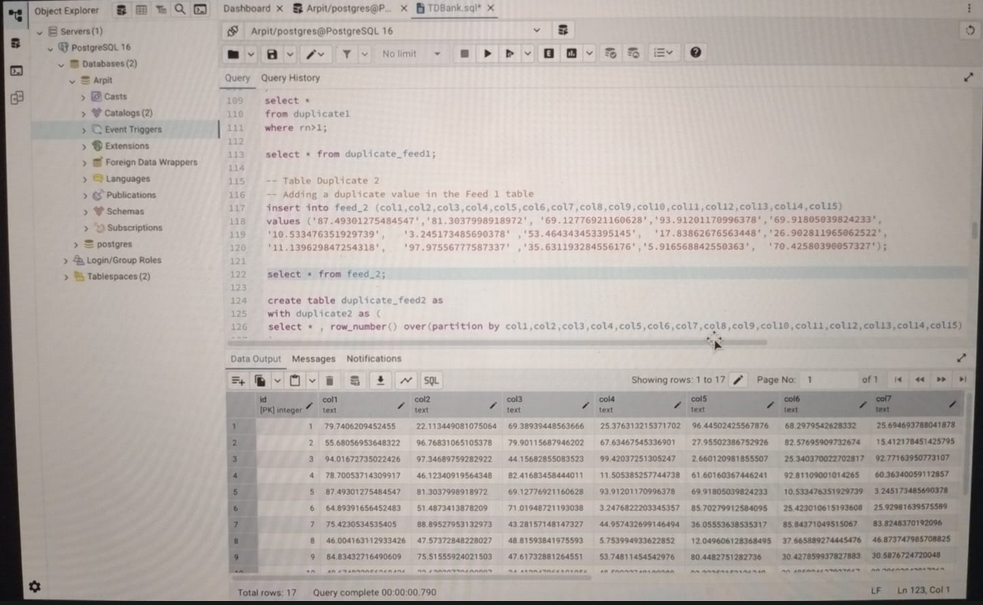 Object Explorer
Dashboard × Arpit/postgres@P... × TDBank.sql* ×
Servers (1)
PostgreSQL 16
Databases (2)
Arpit
Casts
Catalogs (2)
Event Triggers
Extensions
Foreign Data Wrappers
Languages
Publications
Schemas
Subscriptions
postgres
Login/Group Roles
Tablespaces (2)
Arpit/postgres@PostgreSQL 16
No limit
Query Query History
109 select *
110 from duplicate1
111 where rn>1;
112
113 select * from duplicate_feed1;
114
115 -- Table Duplicate 2
116 -- Adding a duplicate value in the Feed 1 table
117 insert into feed_2 (col1,col2,col3,col4,col5,col6,col7,col8,col9,col10,col11,col12,col13,col14,col15)
118 values ('87.49301275484547','81.3037998918972', '69.12776921160628','93.91201170996378','69.91805039824233',
119 '10.533476351929739', '3.245173485690378' ,'53.464343453395145', '17.83862676563448','26.902811965062522',
120 '11.139629847254318', '97.97556777587337' ,'35.631193284556176','5.916568842550363', '70.42580390057327');
121
122 select * from feed_2;
123
124 create table duplicate_feed2 as
125 with duplicate2 as (
126 select * , row_number() over(partition by col1,col2,col3,col4,col5,col6,col7,col8,col9,col10,col11,col12,col13,col14,col15)
Data Output Messages Notifications
SQL
Showing rows: 1 to 17 Page No: 1 of 1
id [PK] integer col1 text col2 text col3 text col4 text col5 text col6 text col7 text
1 1 79.7406209452455 22.113449081075064 69.38939448563666 25.376313215371702 96.44502425567876 68.2979542628332 25.694693788041878
2 2 55.68056953648322 96.76831065105378 79.90115687946202 67.63467545336901 27.95502386752926 82.57695909732674 15.412178451425795
3 3 94.01672735022426 97.34689759282922 44.15682855083523 99.42037251305247 2.660120981855507 25.340370022702817 92.77163950773107
4 4 78.70053714309917 46.12340919564348 82.41683458444011 11.505385257744738 61.60160367446241 92.81109001014265 60.36340059112857
5 5 87.49301275484547 81.3037998918972 69.12776921160628 93.91201170996378 69.91805039824233 10.533476351929739 3.245173485690378
6 6 64.89391656452483 51.4873413878209 71.01948721193038 3.2476822203345357 85.70279912584095 25.423010615193608 25.92981639575589
7 7 75.4230534535405 88.89527953132973 43.28157148147327 44.957432699146494 36.05553638535317 85.84371049515067 83.8248370192096
8 8 46.004163112933426 47.57372848228027 48.81593841975593 5.753994933622852 12.049606128368495 37.665889274445476 46.873747985708825
9 9 84.83432716490609 75.51555924021503 47.61732881264551 53.74811454542976 80.4482751282736 30.427859937827883 30.5876724720048
Total rows: 17 Query complete 00:00:00.790
LF Ln 123, Col 1